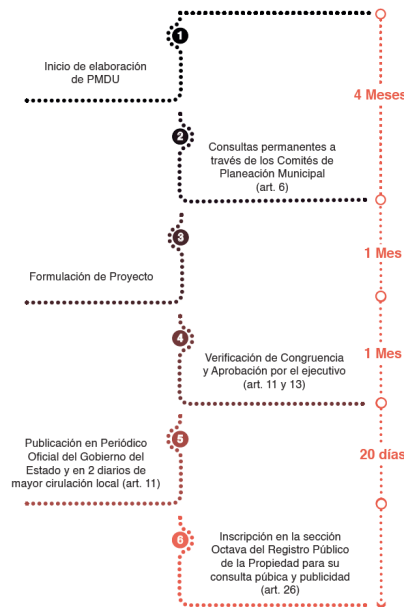 1
Inicio de elaboración
de PMDU
4 Meses
2
Consultas permanentes a
través de los Comités de
Planeación Municipal
(art. 6)
3
1 Mes
Formulación de Proyecto
4
1 Mes
Verificación de Congruencia
y Aprobación por el ejecutivo
(art. 11 y 13)
5
Publicación en Periódico
Oficial del Gobierno del
Estado y en 2 diarios de
mayor cirulación local (art. 11)
20 días
6
Inscripción en la sección
Octava del Registro Público
de la Propiedad para su
consulta púbica y publicidad
(art. 26)